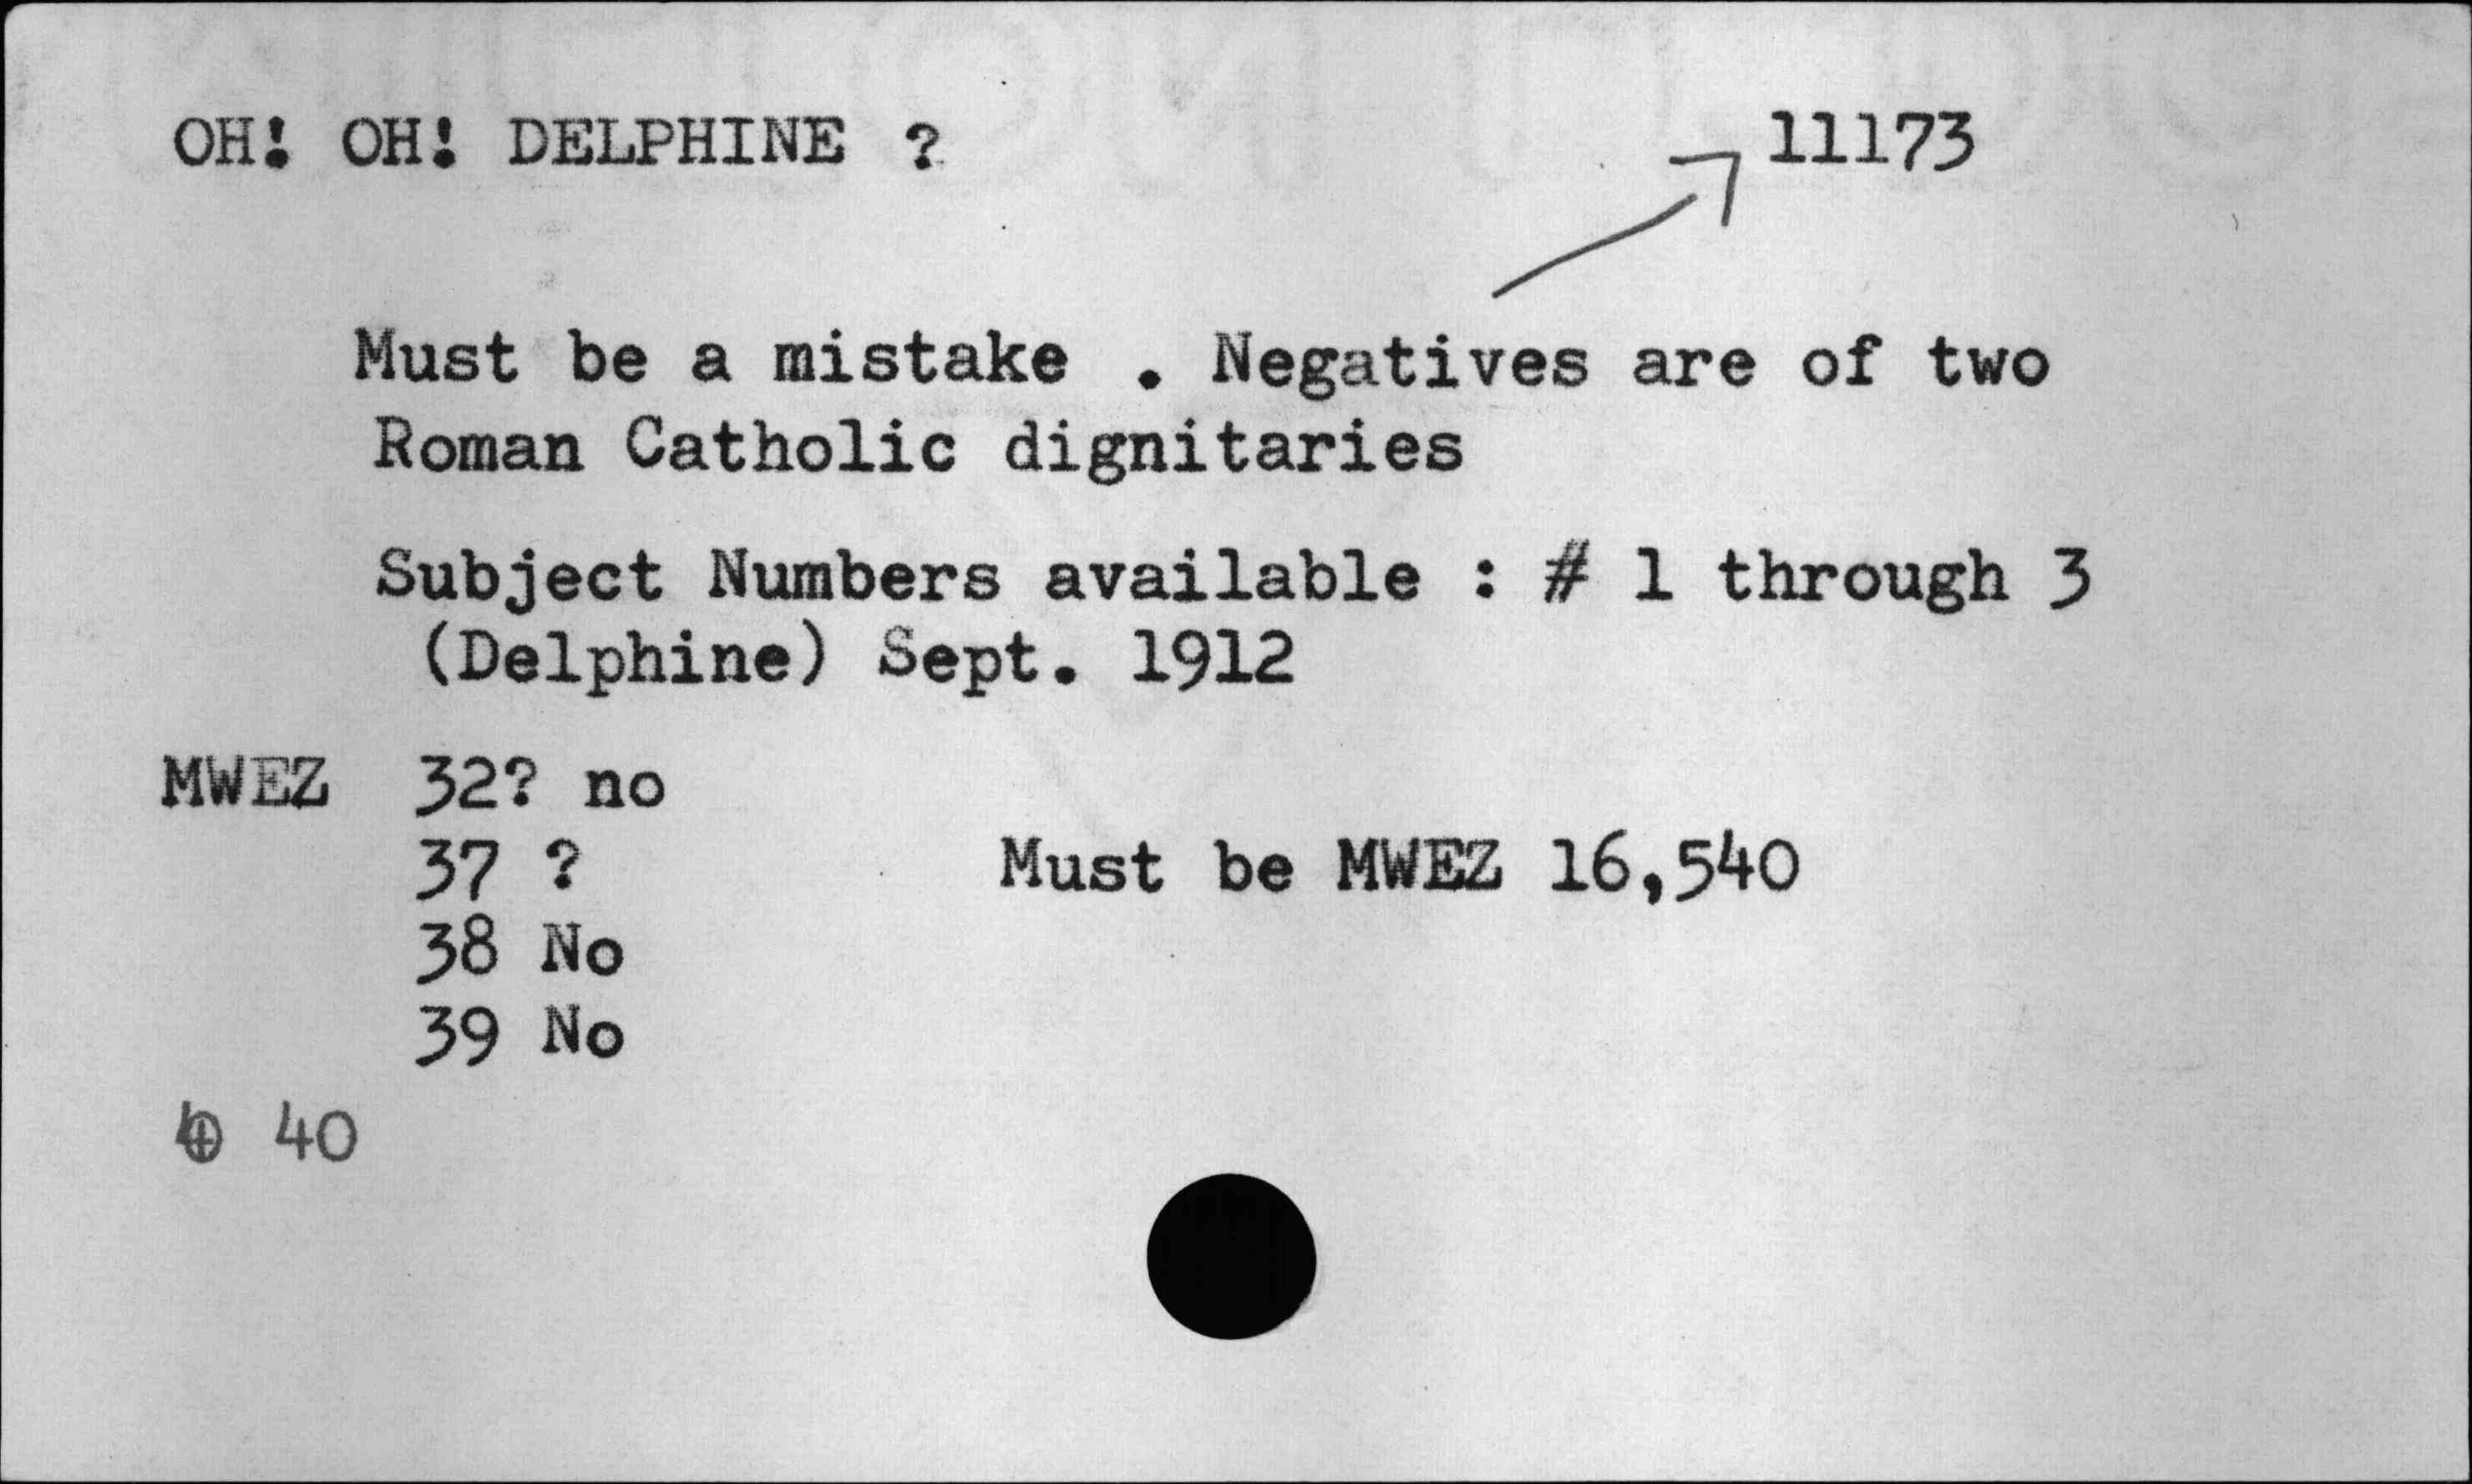 OH! OH! DELPHINE ? 11173
Must be a mistake . Negatives are of two
Roman Catholic dignitaries
Subject Numbers available : # 1 through 3
(Delphine) Sept. 1912
MWEZ 32? no
37 ? Must be MWEZ 16,540
38 No
39 No
40